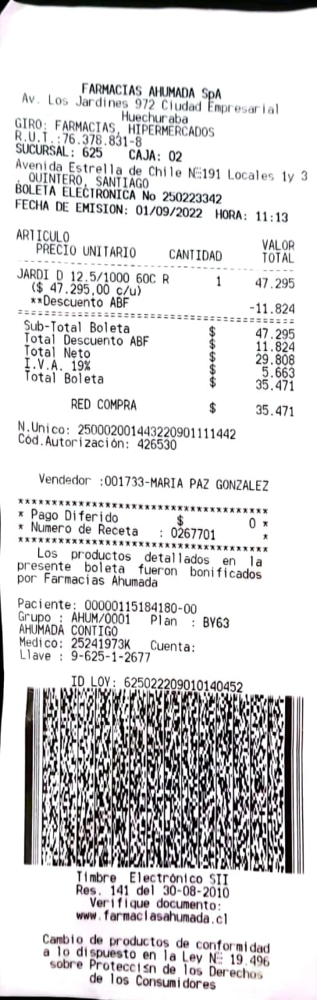 FARMACIAS AHUMADA SpA
Av. Los Jardines 972 Ciudad Empresarial
Huechuraba
GIRO: FARMACIAS, HIPERMERCADOS
R.U.T.:76.378.831-8
SUCURSAL: 625 CAJA: 02
Avenida Estrella de Chile N░191 Locales 1y 3
, QUINTERO, SANTIAGO
BOLETA ELECTRONICA No 250223342
FECHA DE EMISION: 01/09/2022 HORA: 11:13
ARTICULO VALOR
PRECIO UNITARIO CANTIDAD TOTAL
JARDI D 12.5/1000 60C R 1 47.295
($ 47.295,00 c/u)
**Descuento ABF -11.824
Sub-Total Boleta $ 47.295
Total Descuento ABF $ 11.824
Total Neto $ 29.808
I.V.A. 19% $ 5.663
Total Boleta $ 35.471
RED COMPRA $ 35.471
N.Unico: 250002001443220901111442
Cód.Autorización: 426530
Vendedor :001733-MARIA PAZ GONZALEZ
****************************************
* Pago Diferido $ 0 *
* Numero de Receta : 0267701 *
****************************************
Los productos detallados en la
presente boleta fueron bonificados
por Farmacias Ahumada
Paciente: 00000115184180-00
Grupo : AHUM/0001 Plan : BY63
AHUMADA CONTIGO
Medico: 25241973K Cuenta:
Llave : 9-625-1-2677
ID LOY: 625022209010140452
Timbre Electrónico SII
Res. 141 del 30-08-2010
Verifique documento:
www.farmaciasahumada.cl
Cambio de productos de conformidad
a lo dispuesto en la Ley N░ 19.496
sobre Protección de los Derechos
de los Consumidores